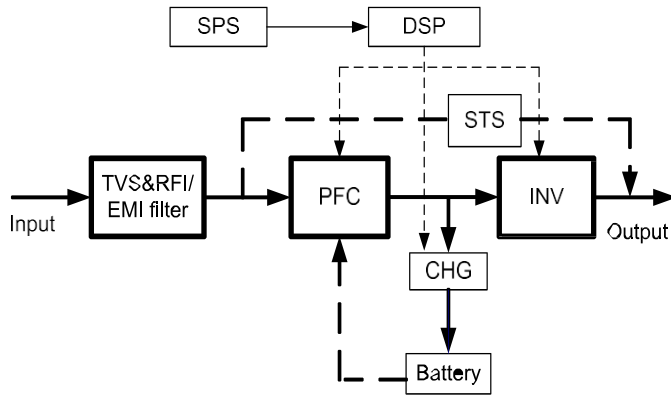 SPS
DSP
STS
TVS&RFI/
EMI filter
PFC
INV
Input
Output
CHG
Battery